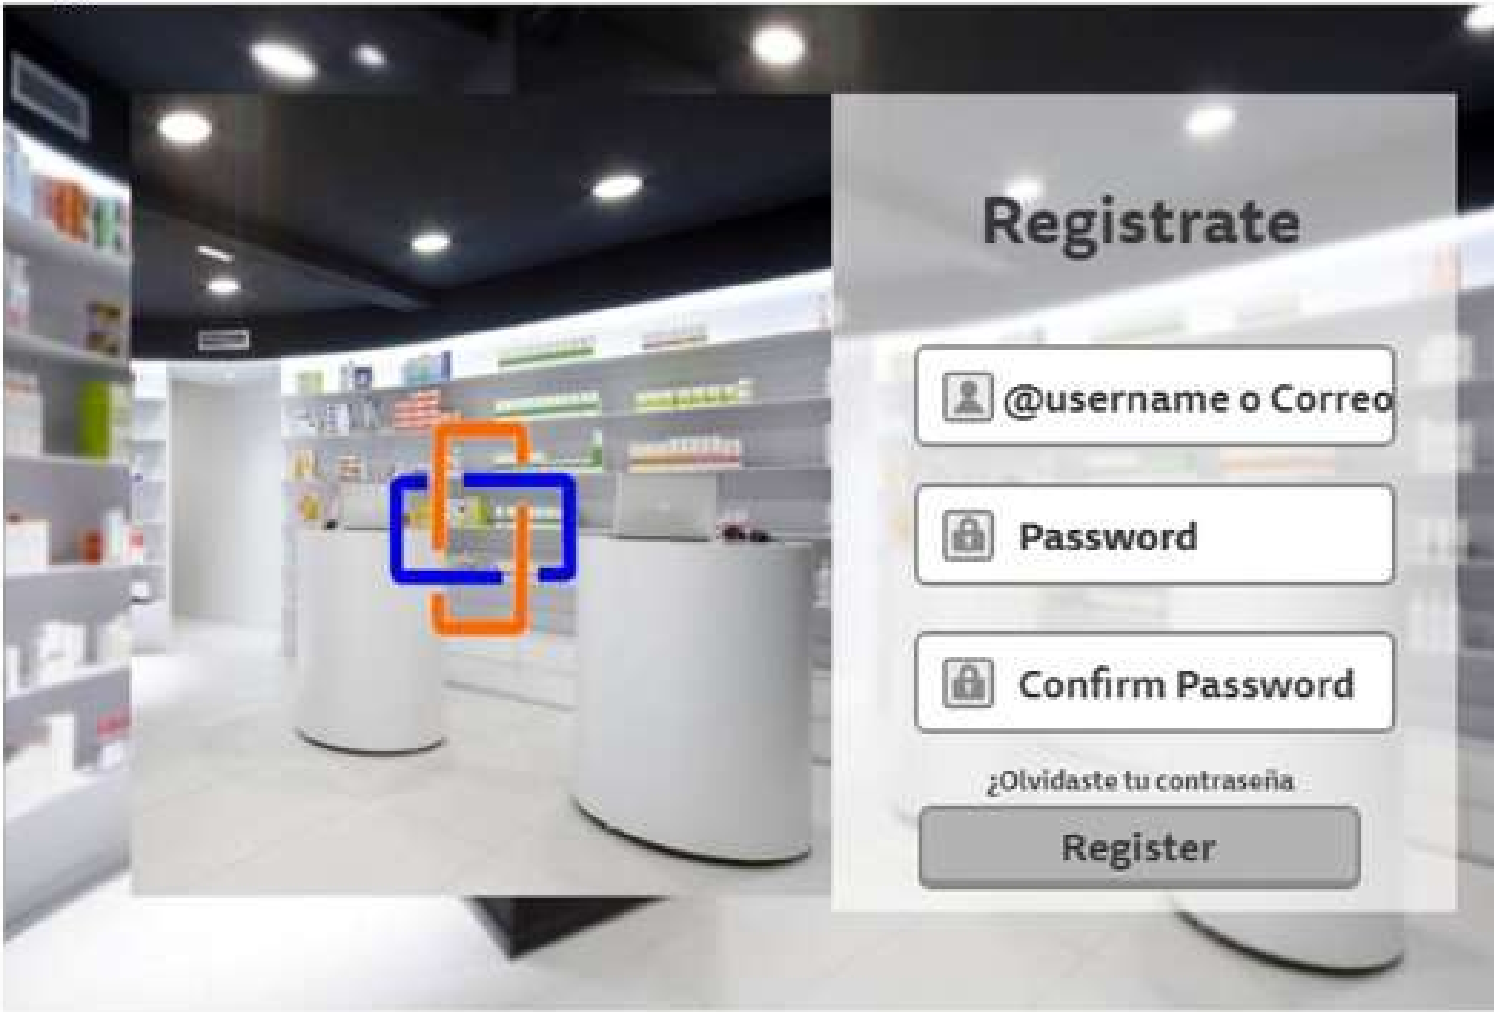 Registrate
@username o Correo
Password
Confirm Password
¿Olvidaste tu contraseña
Register